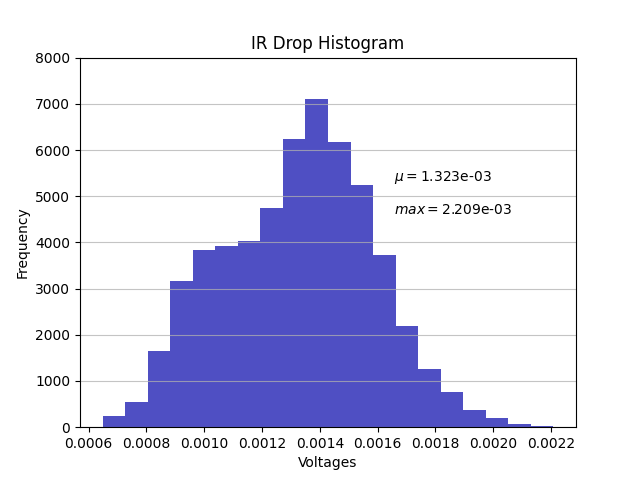 IR Drop Histogram
8000
7000
6000
5000
4000
3000
2000
1000
0
Frequency
μ = 1.323e-03
max = 2.209e-03
0.0006 0.0008 0.0010 0.0012 0.0014 0.0016 0.0018 0.0020 0.0022
Voltages